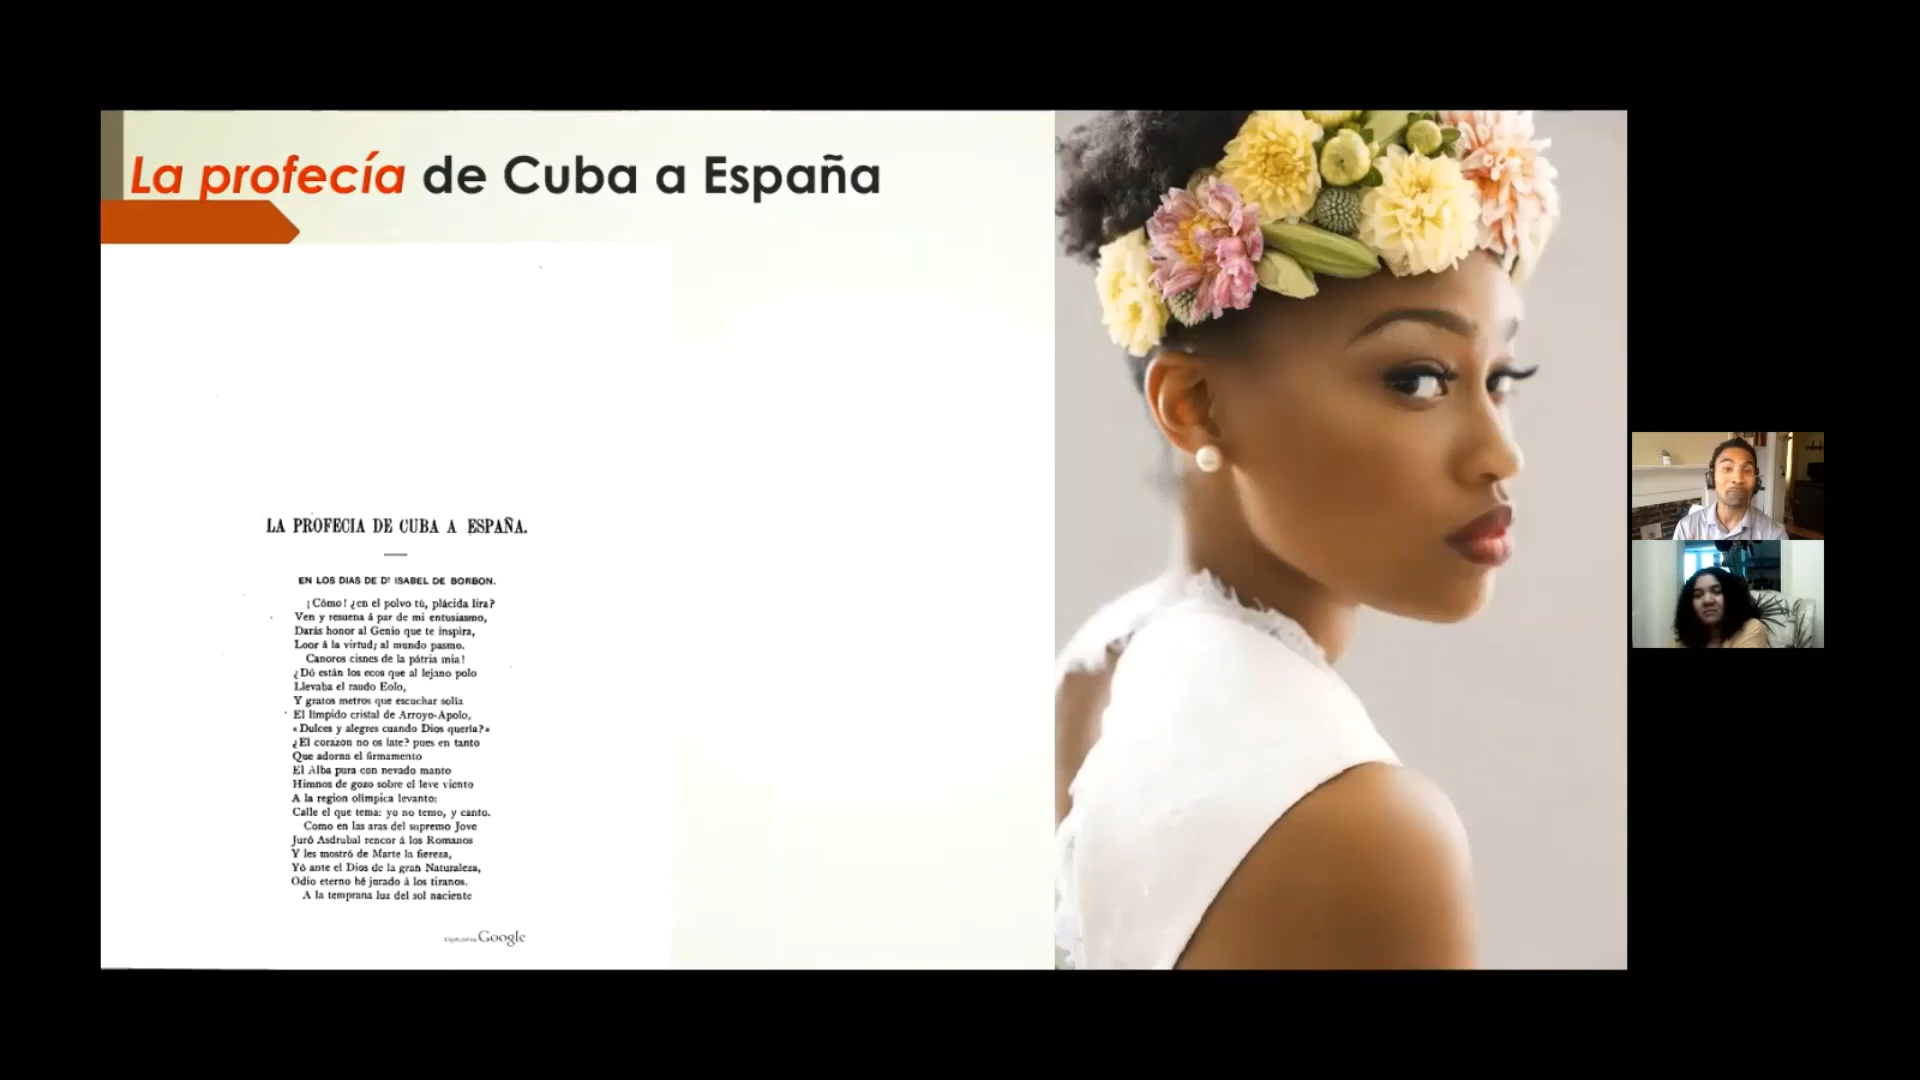 La profecía de Cuba a España
LA PROFECIA DE CUBA A ESPAÑA.
EN LOS DIAS DE Dª ISABEL DE BORBON.
¡Cómo! ¿en el polvo tú, plácida lira?
Ven y resuena á par de mi entusiasmo,
Darás honor al Genio que te inspira,
Loor á la virtud; al mundo pasmo.
Canoros cisnes de la pátria mia!
¿Dó están los ecos que al lejano polo
Llevaba el raudo Eolo,
Y gratos metros que escuchar solia
El límpido cristal de Arroyo-Apolo,
«Dulces y alegres cuando Dios queria?»
¿El corazon no os late? pues en tanto
Que adorna el firmamento
El Alba pura con nevado manto
Himnos de gozo sobre el leve viento
A la region olímpica levanto:
Calle el que tema: yo no temo, y canto.
Como en las aras del supremo Jove
Juró Asdrubal rencor á los Romanos
Y les mostró de Marte la fiereza,
Yó ante el Dios de la gran Naturaleza,
Odio eterno hé jurado á los tiranos.
A la temprana luz del sol naciente
Digitized by Google